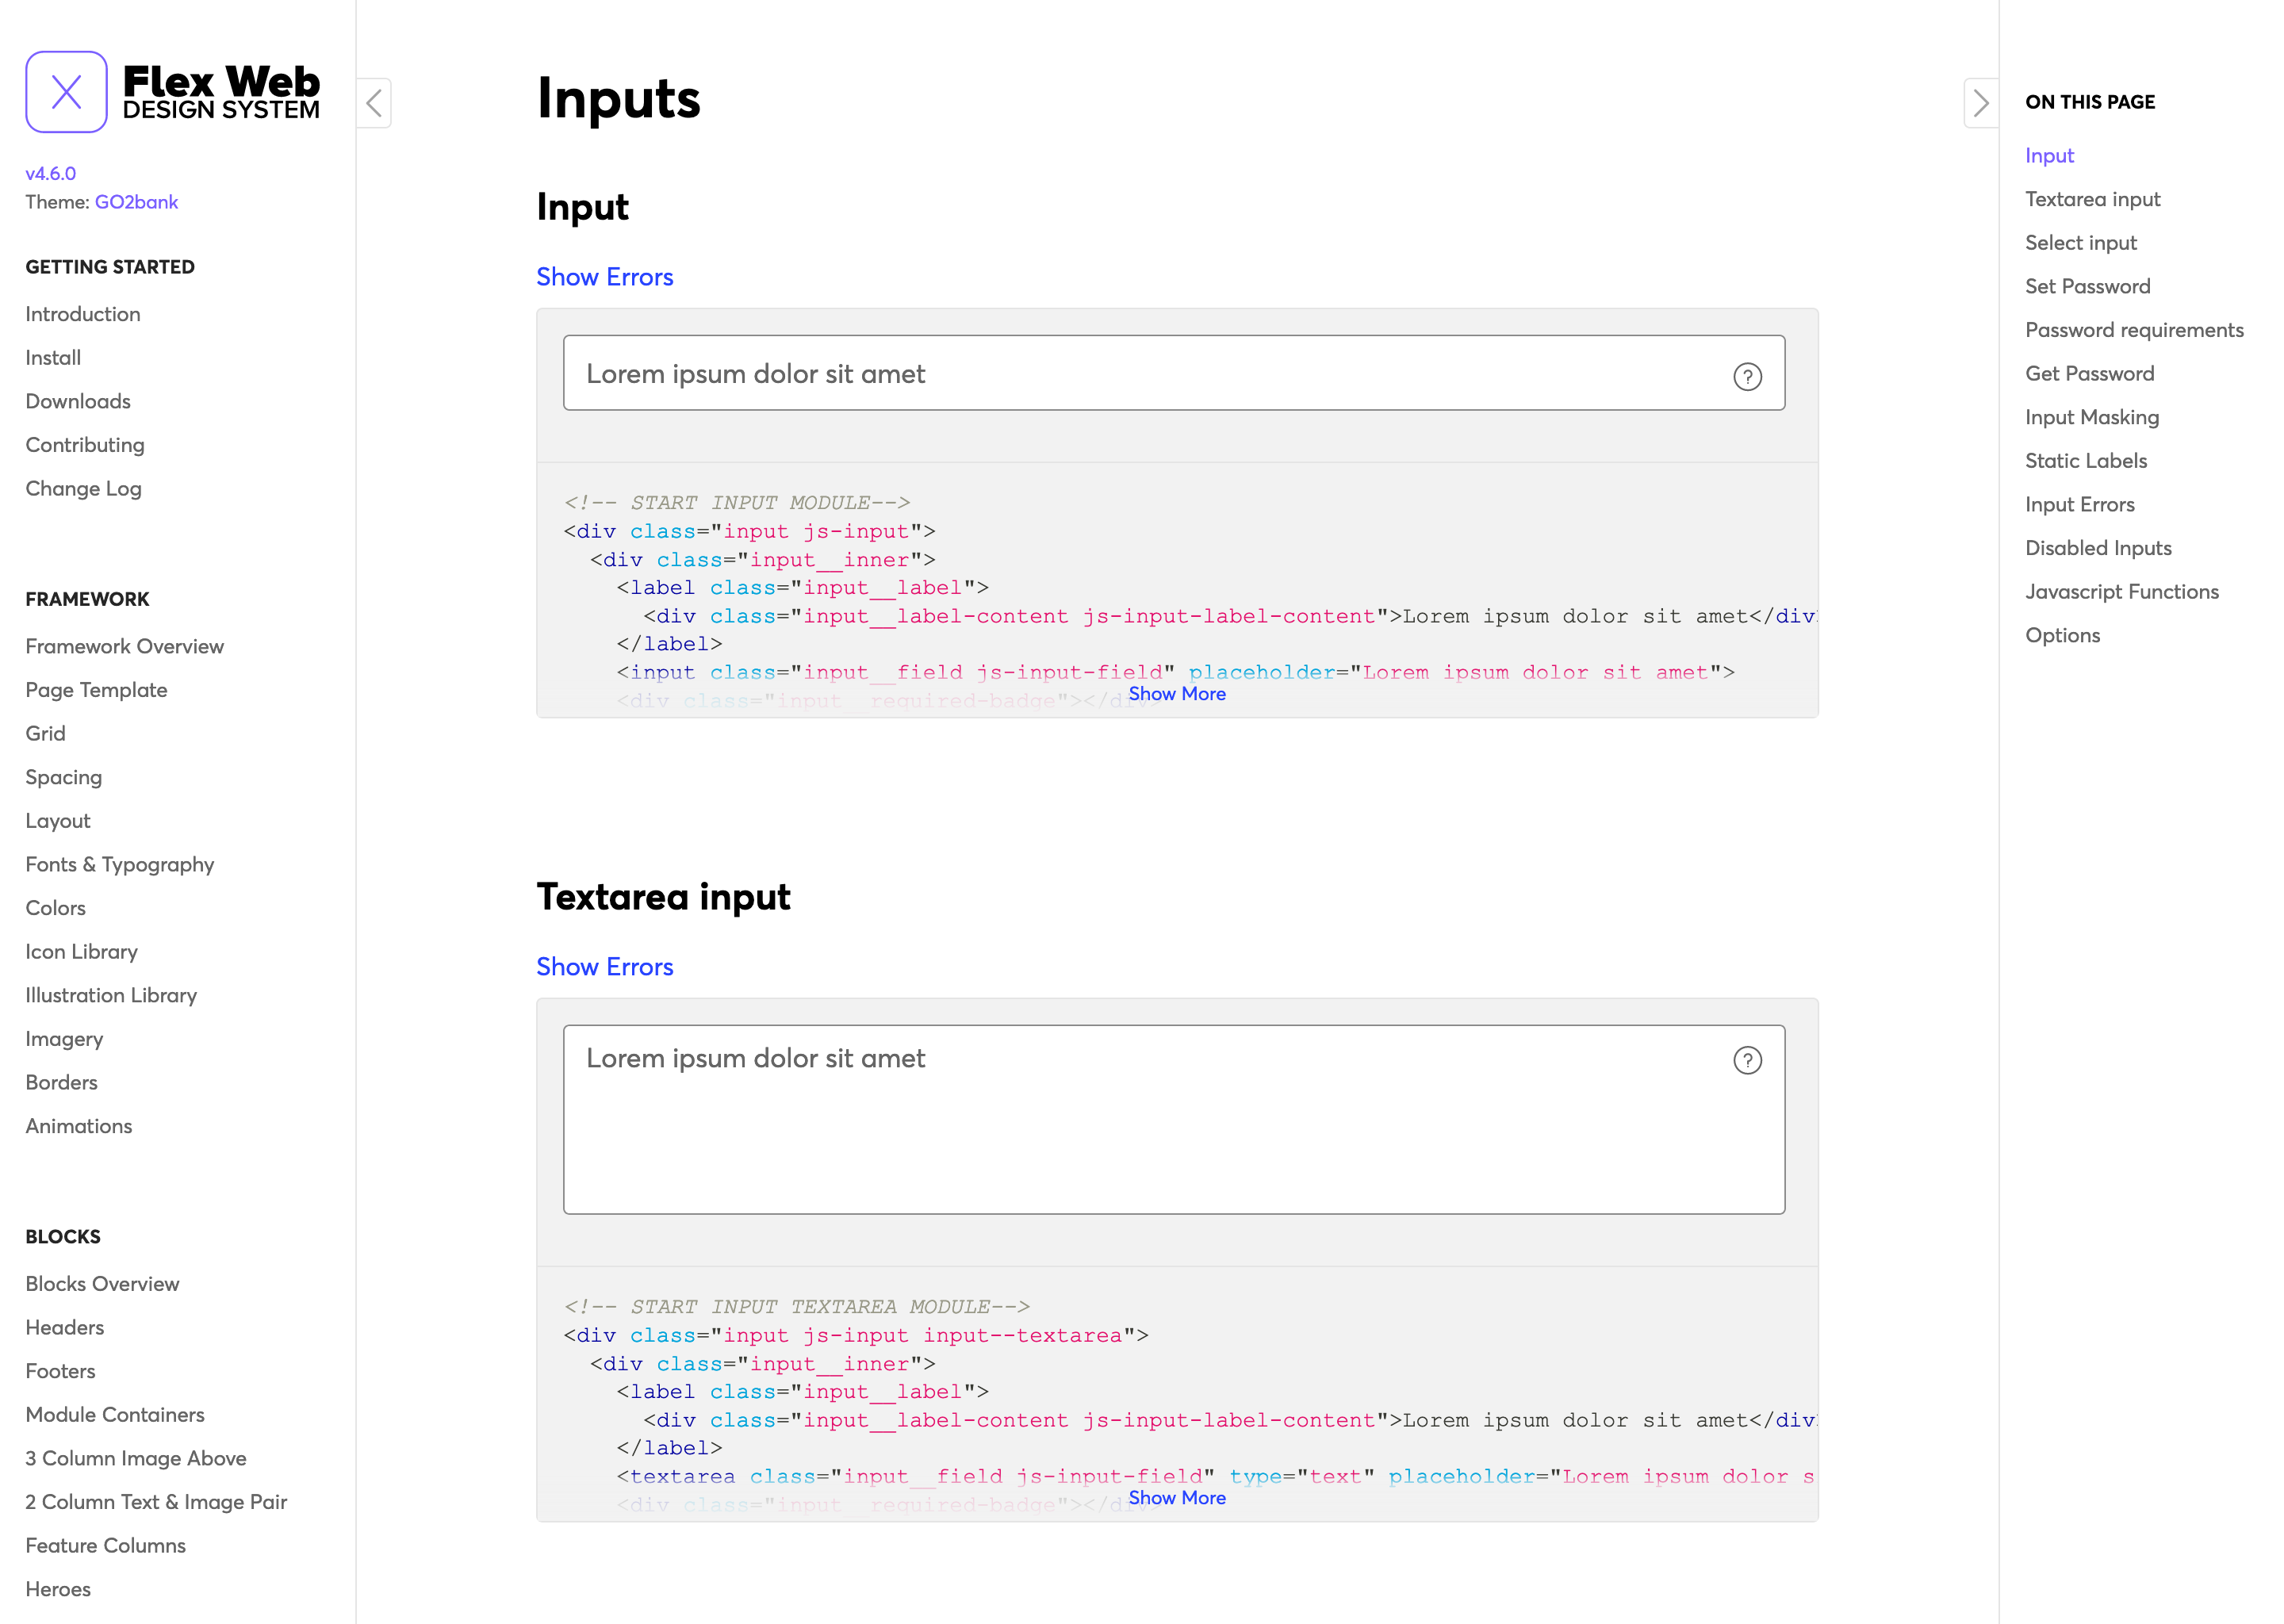 Flex Web
DESIGN SYSTEM
v4.6.0
Theme: GO2bank
GETTING STARTED
Introduction
Install
Downloads
Contributing
Change Log
FRAMEWORK
Framework Overview
Page Template
Grid
Spacing
Layout
Fonts & Typography
Colors
Icon Library
Illustration Library
Imagery
Borders
Animations
BLOCKS
Blocks Overview
Headers
Footers
Module Containers
3 Column Image Above
2 Column Text & Image Pair
Feature Columns
Heroes
Inputs
Input
Show Errors
Lorem ipsum dolor sit amet
?
<!-- START INPUT MODULE-->
<div class="input js-input">
<div class="input__inner">
<label class="input__label">
<div class="input__label-content js-input-label-content">Lorem ipsum dolor sit amet</div>
</label>
<input class="input__field js-input-field" placeholder="Lorem ipsum dolor sit amet">
<div class="input__required-badge"></div>
Show More
Textarea input
Show Errors
Lorem ipsum dolor sit amet
?
<!-- START INPUT TEXTAREA MODULE-->
<div class="input js-input input--textarea">
<div class="input__inner">
<label class="input__label">
<div class="input__label-content js-input-label-content">Lorem ipsum dolor sit amet</div>
</label>
<textarea class="input__field js-input-field" type="text" placeholder="Lorem ipsum dolor s
<div class="input__required-badge"></div>
Show More
ON THIS PAGE
Input
Textarea input
Select input
Set Password
Password requirements
Get Password
Input Masking
Static Labels
Input Errors
Disabled Inputs
Javascript Functions
Options